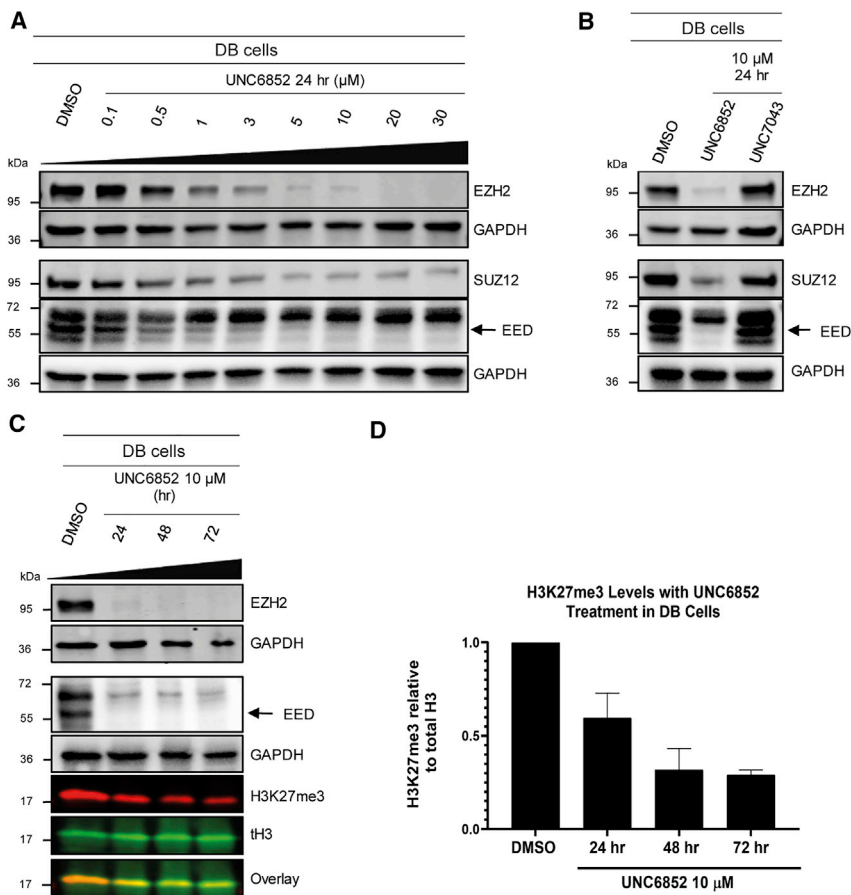 A
DB cells
UNC6852 24 hr (µM)
DMSO 0.1 0.5 1 3 5 10 20 30
kDa
95
EZH2
36
GAPDH
95
SUZ12
72
55
EED
36
GAPDH
B
DB cells
10 µM
24 hr
DMSO UNC6852 UNC7043
kDa
95
EZH2
36
GAPDH
95
SUZ12
72
55
EED
36
GAPDH
C
DB cells
UNC6852 10 µM
(hr)
DMSO 24 48 72
kDa
95
EZH2
36
GAPDH
72
55
EED
36
GAPDH
17
H3K27me3
17
tH3
17
Overlay
D
H3K27me3 Levels with UNC6852
Treatment in DB Cells
H3K27me3 relative
to total H3
1.0
0.5
0.0
DMSO 24 hr 48 hr 72 hr
UNC6852 10 µM